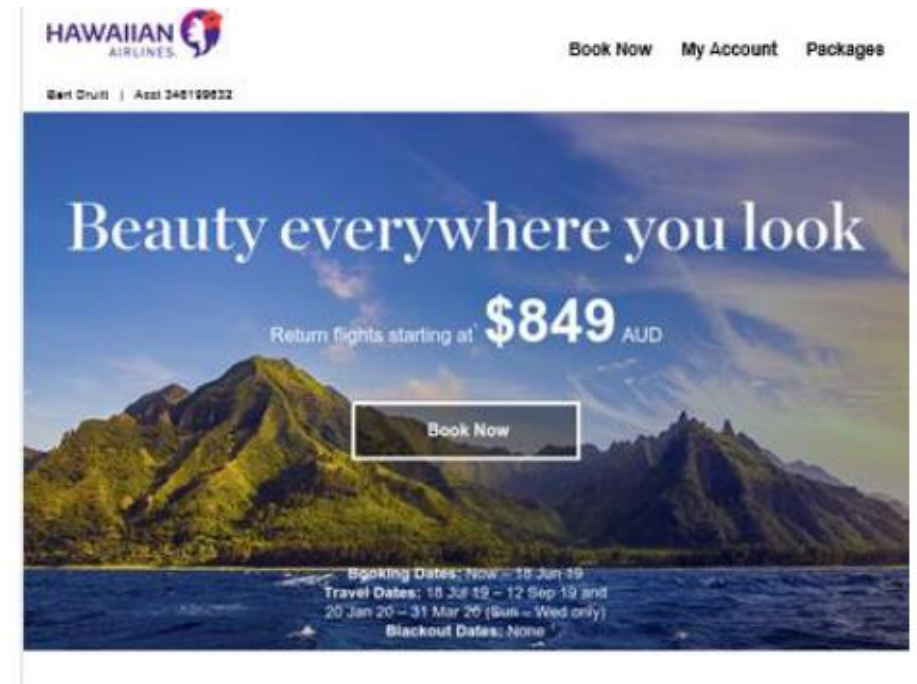 HAWAIIAN
AIRLINES.
Book Now My Account Packages
Bert Druitt | Acct 346199632
Beauty everywhere you look
Return flights starting at* $849 AUD
Book Now
Booking Dates: Now – 18 Jun 19
Travel Dates: 18 Jul 19 – 12 Sep 19 and
20 Jan 20 – 31 Mar 20 (Sun – Wed only)
Blackout Dates: None